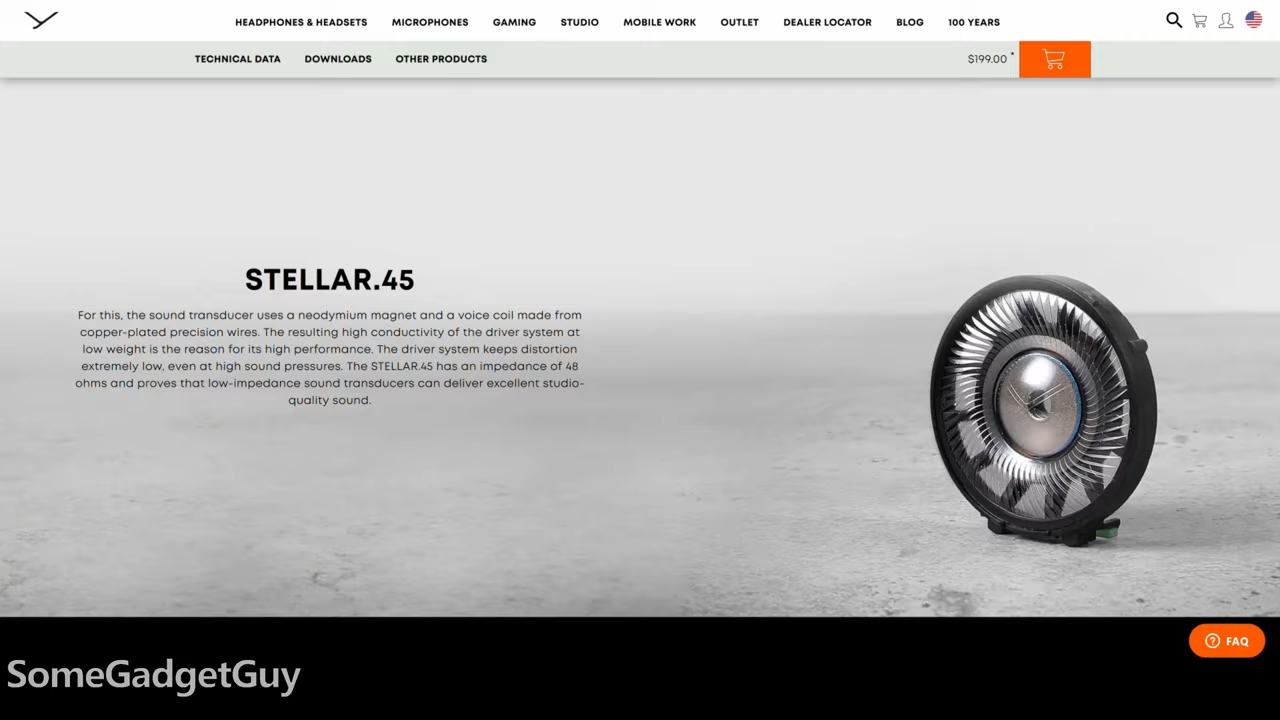 HEADPHONES & HEADSETS MICROPHONES GAMING STUDIO MOBILE WORK OUTLET DEALER LOCATOR BLOG 100 YEARS
TECHNICAL DATA DOWNLOADS OTHER PRODUCTS $199.00 *
STELLAR.45
For this, the sound transducer uses a neodymium magnet and a voice coil made from
copper-plated precision wires. The resulting high conductivity of the driver system at
low weight is the reason for its high performance. The driver system keeps distortion
extremely low, even at high sound pressures. The STELLAR.45 has an impedance of 48
ohms and proves that low-impedance sound transducers can deliver excellent studio-
quality sound.
FAQ
SomeGadgetGuy